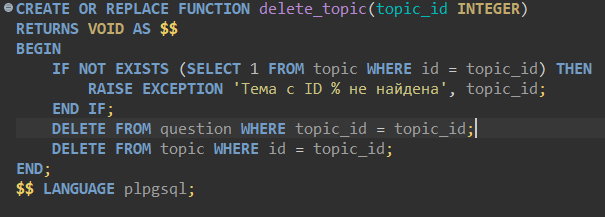 CREATE OR REPLACE FUNCTION delete_topic(topic_id INTEGER)
RETURNS VOID AS $$
BEGIN
    IF NOT EXISTS (SELECT 1 FROM topic WHERE id = topic_id) THEN
        RAISE EXCEPTION 'Тема с ID % не найдена', topic_id;
    END IF;
    DELETE FROM question WHERE topic_id = topic_id;
    DELETE FROM topic WHERE id = topic_id;
END;
$$ LANGUAGE plpgsql;